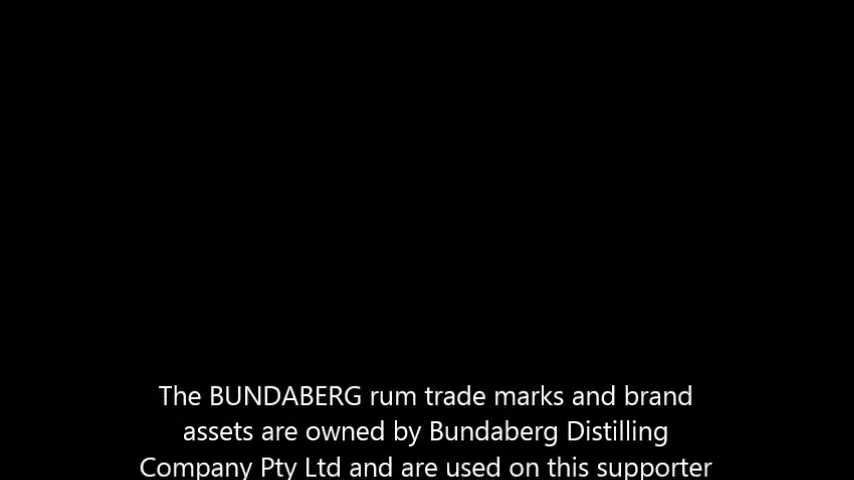 The BUNDABERG rum trade marks and brand
assets are owned by Bundaberg Distilling
Company Pty Ltd and are used on this supporter